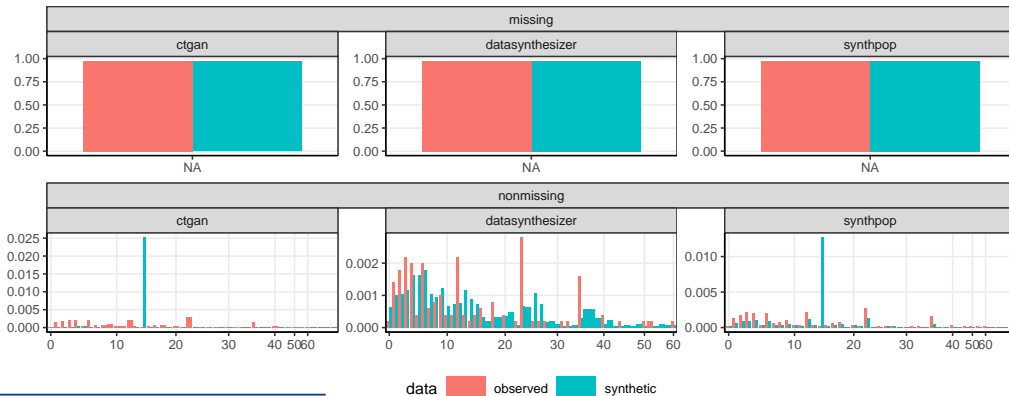 missing
ctgan datasynthesizer synthpop
1.00 1.00 1.00
0.75 0.75 0.75
0.50 0.50 0.50
0.25 0.25 0.25
0.00 0.00 0.00
NA NA NA
nonmissing
ctgan datasynthesizer synthpop
0.025
0.020
0.015
0.010
0.005
0.000
0 10 20 30 40 50 60
0.002
0.001
0.000
0 10 20 30 40 50 60
0.010
0.005
0.000
0 10 20 30 40 50 60
data observed synthetic